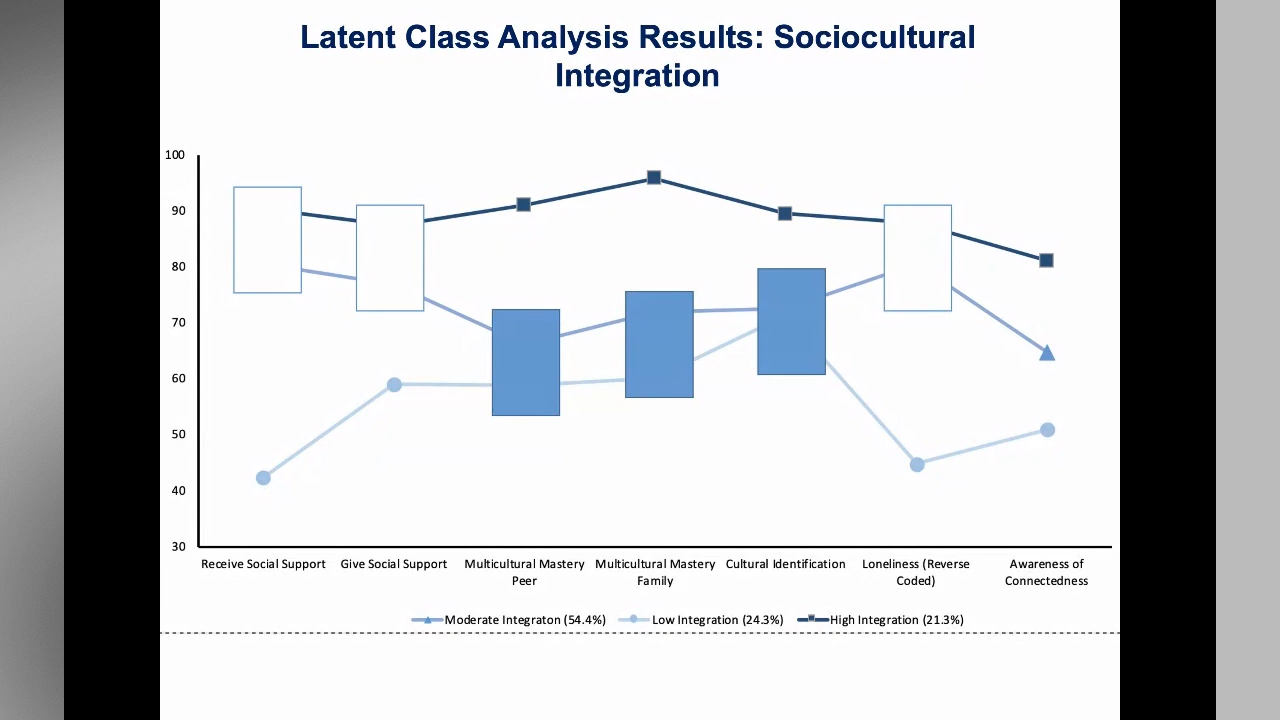 Latent Class Analysis Results: Sociocultural
Integration
100
90
80
70
60
50
40
30
Receive Social Support
Give Social Support
Multicultural Mastery
Peer
Multicultural Mastery
Family
Cultural Identification
Loneliness (Reverse
Coded)
Awareness of
Connectedness
Moderate Integraton (54.4%)
Low Integration (24.3%)
High Integration (21.3%)